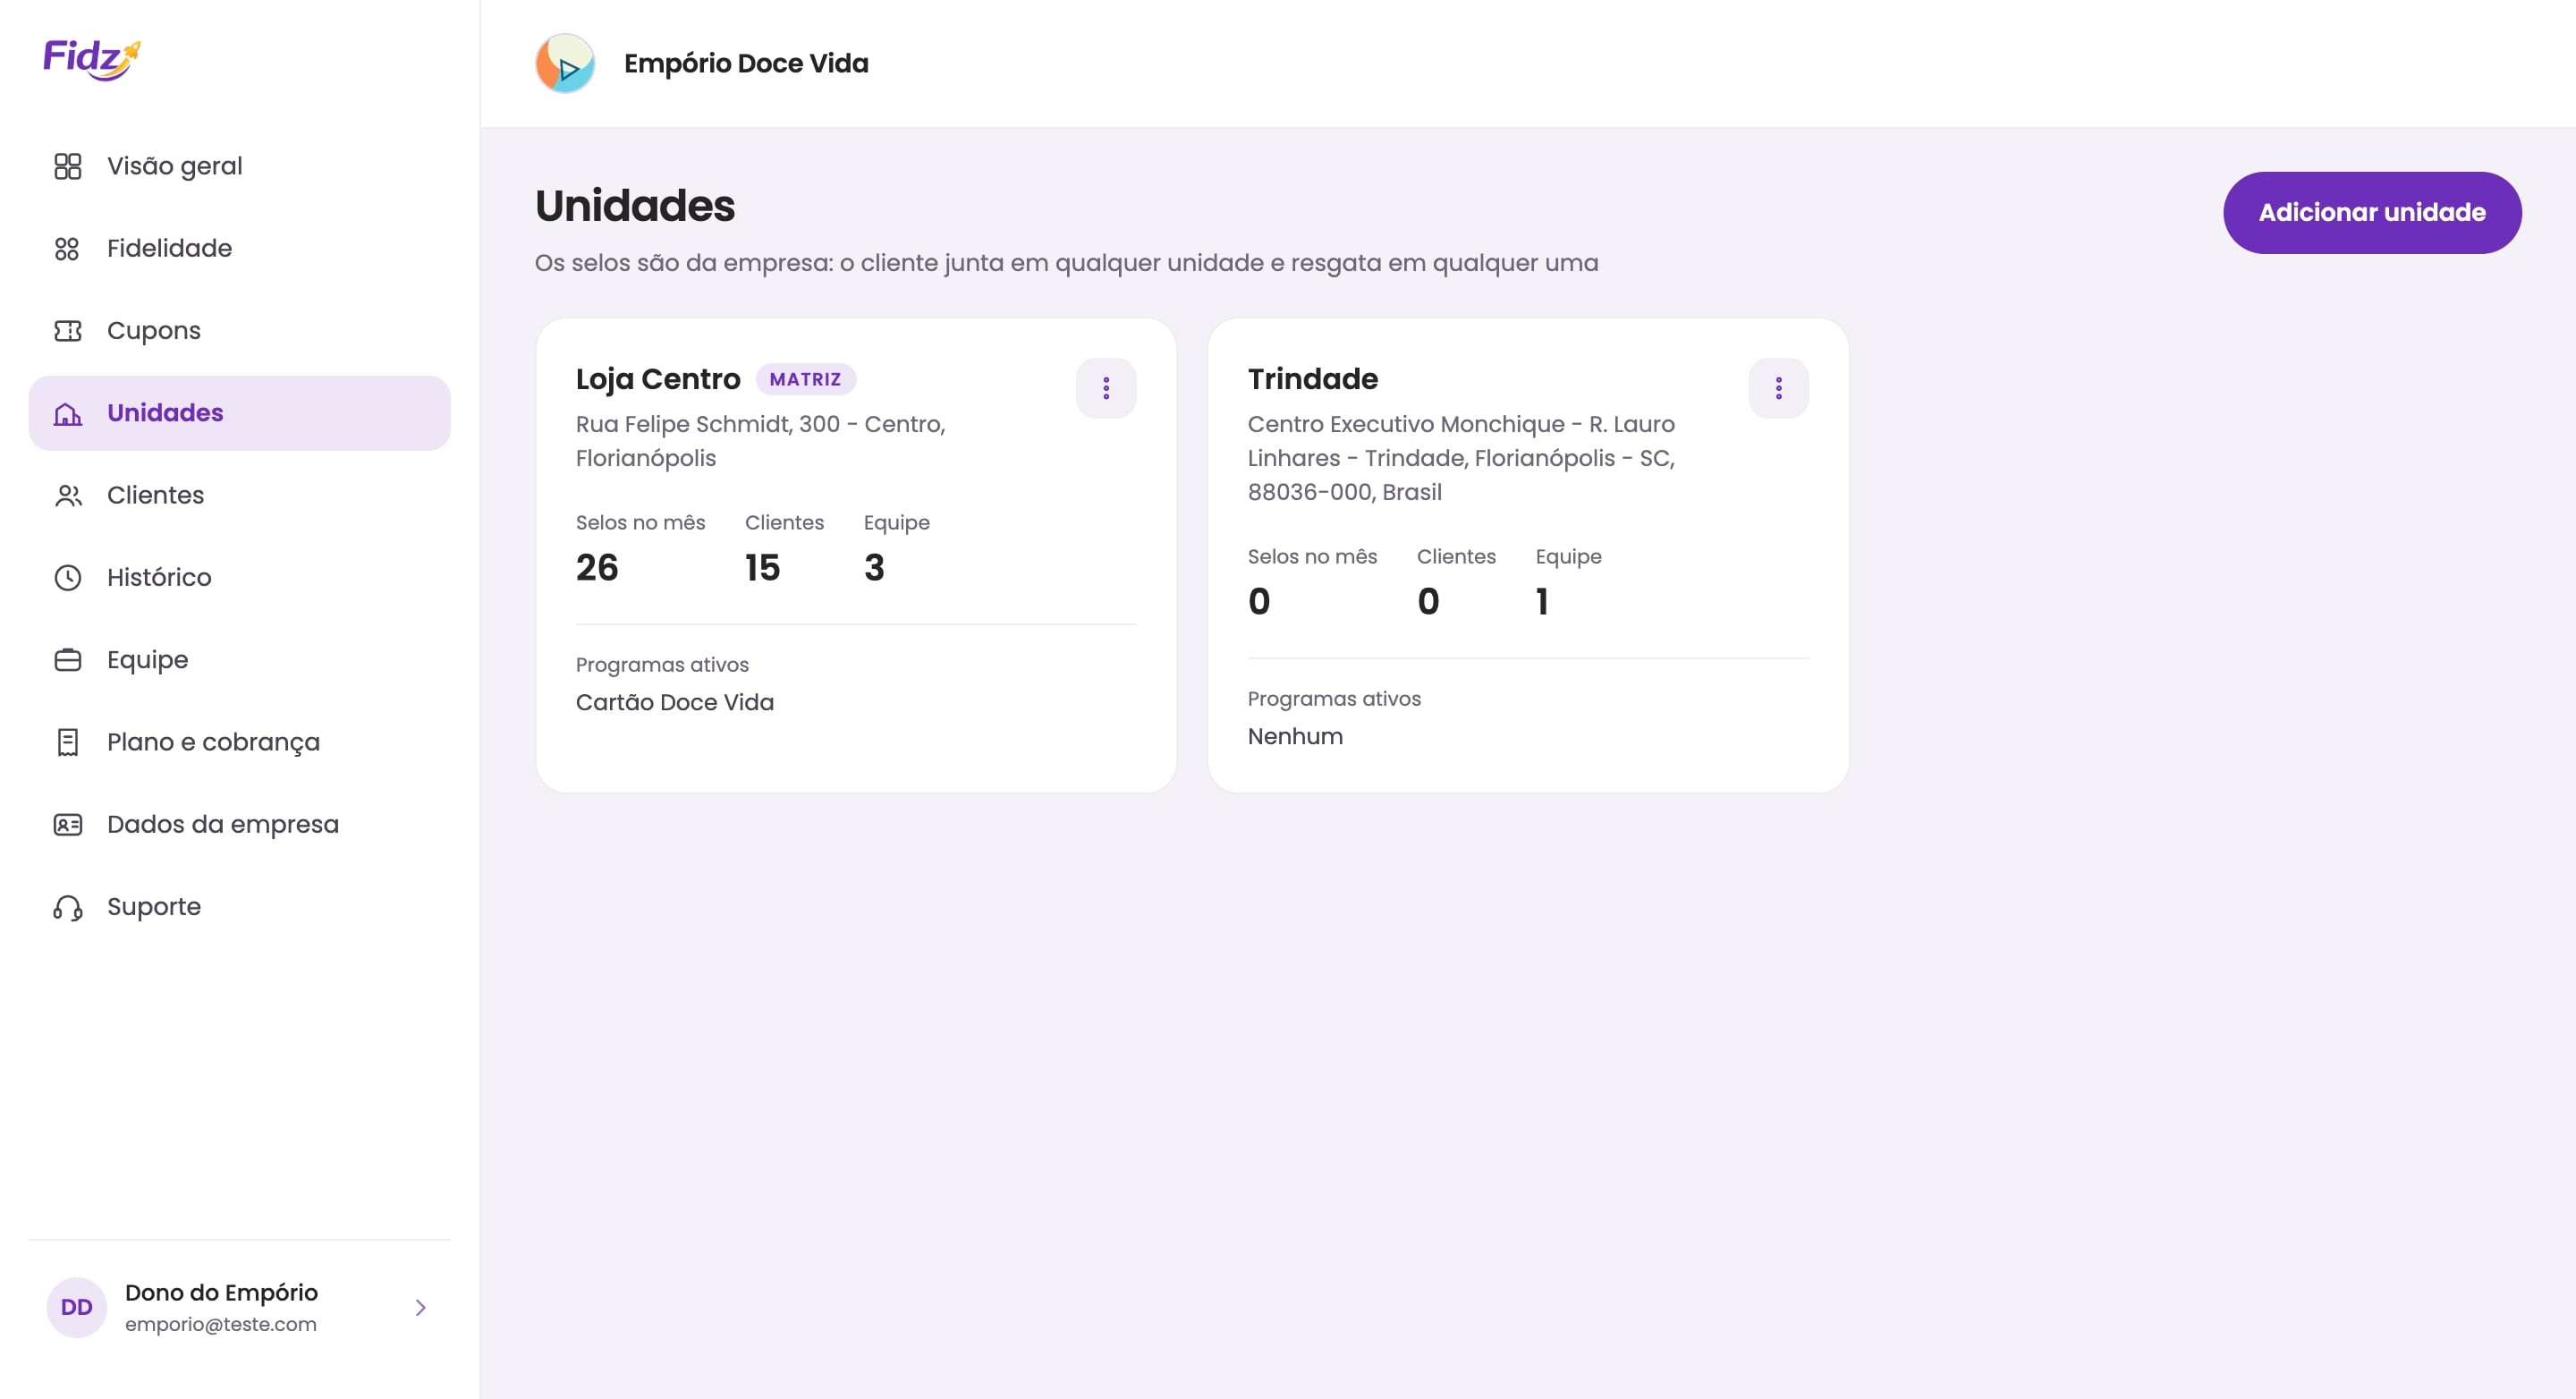 Fidz
Empório Doce Vida
Visão geral
Fidelidade
Cupons
Unidades
Clientes
Histórico
Equipe
Plano e cobrança
Dados da empresa
Suporte
DD
Dono do Empório
emporio@teste.com
Unidades
Os selos são da empresa: o cliente junta em qualquer unidade e resgata em qualquer uma
Adicionar unidade
Loja Centro MATRIZ
Rua Felipe Schmidt, 300 - Centro,
Florianópolis
Selos no mês Clientes Equipe
26 15 3
Programas ativos
Cartão Doce Vida
Trindade
Centro Executivo Monchique - R. Lauro
Linhares - Trindade, Florianópolis - SC,
88036-000, Brasil
Selos no mês Clientes Equipe
0 0 1
Programas ativos
Nenhum